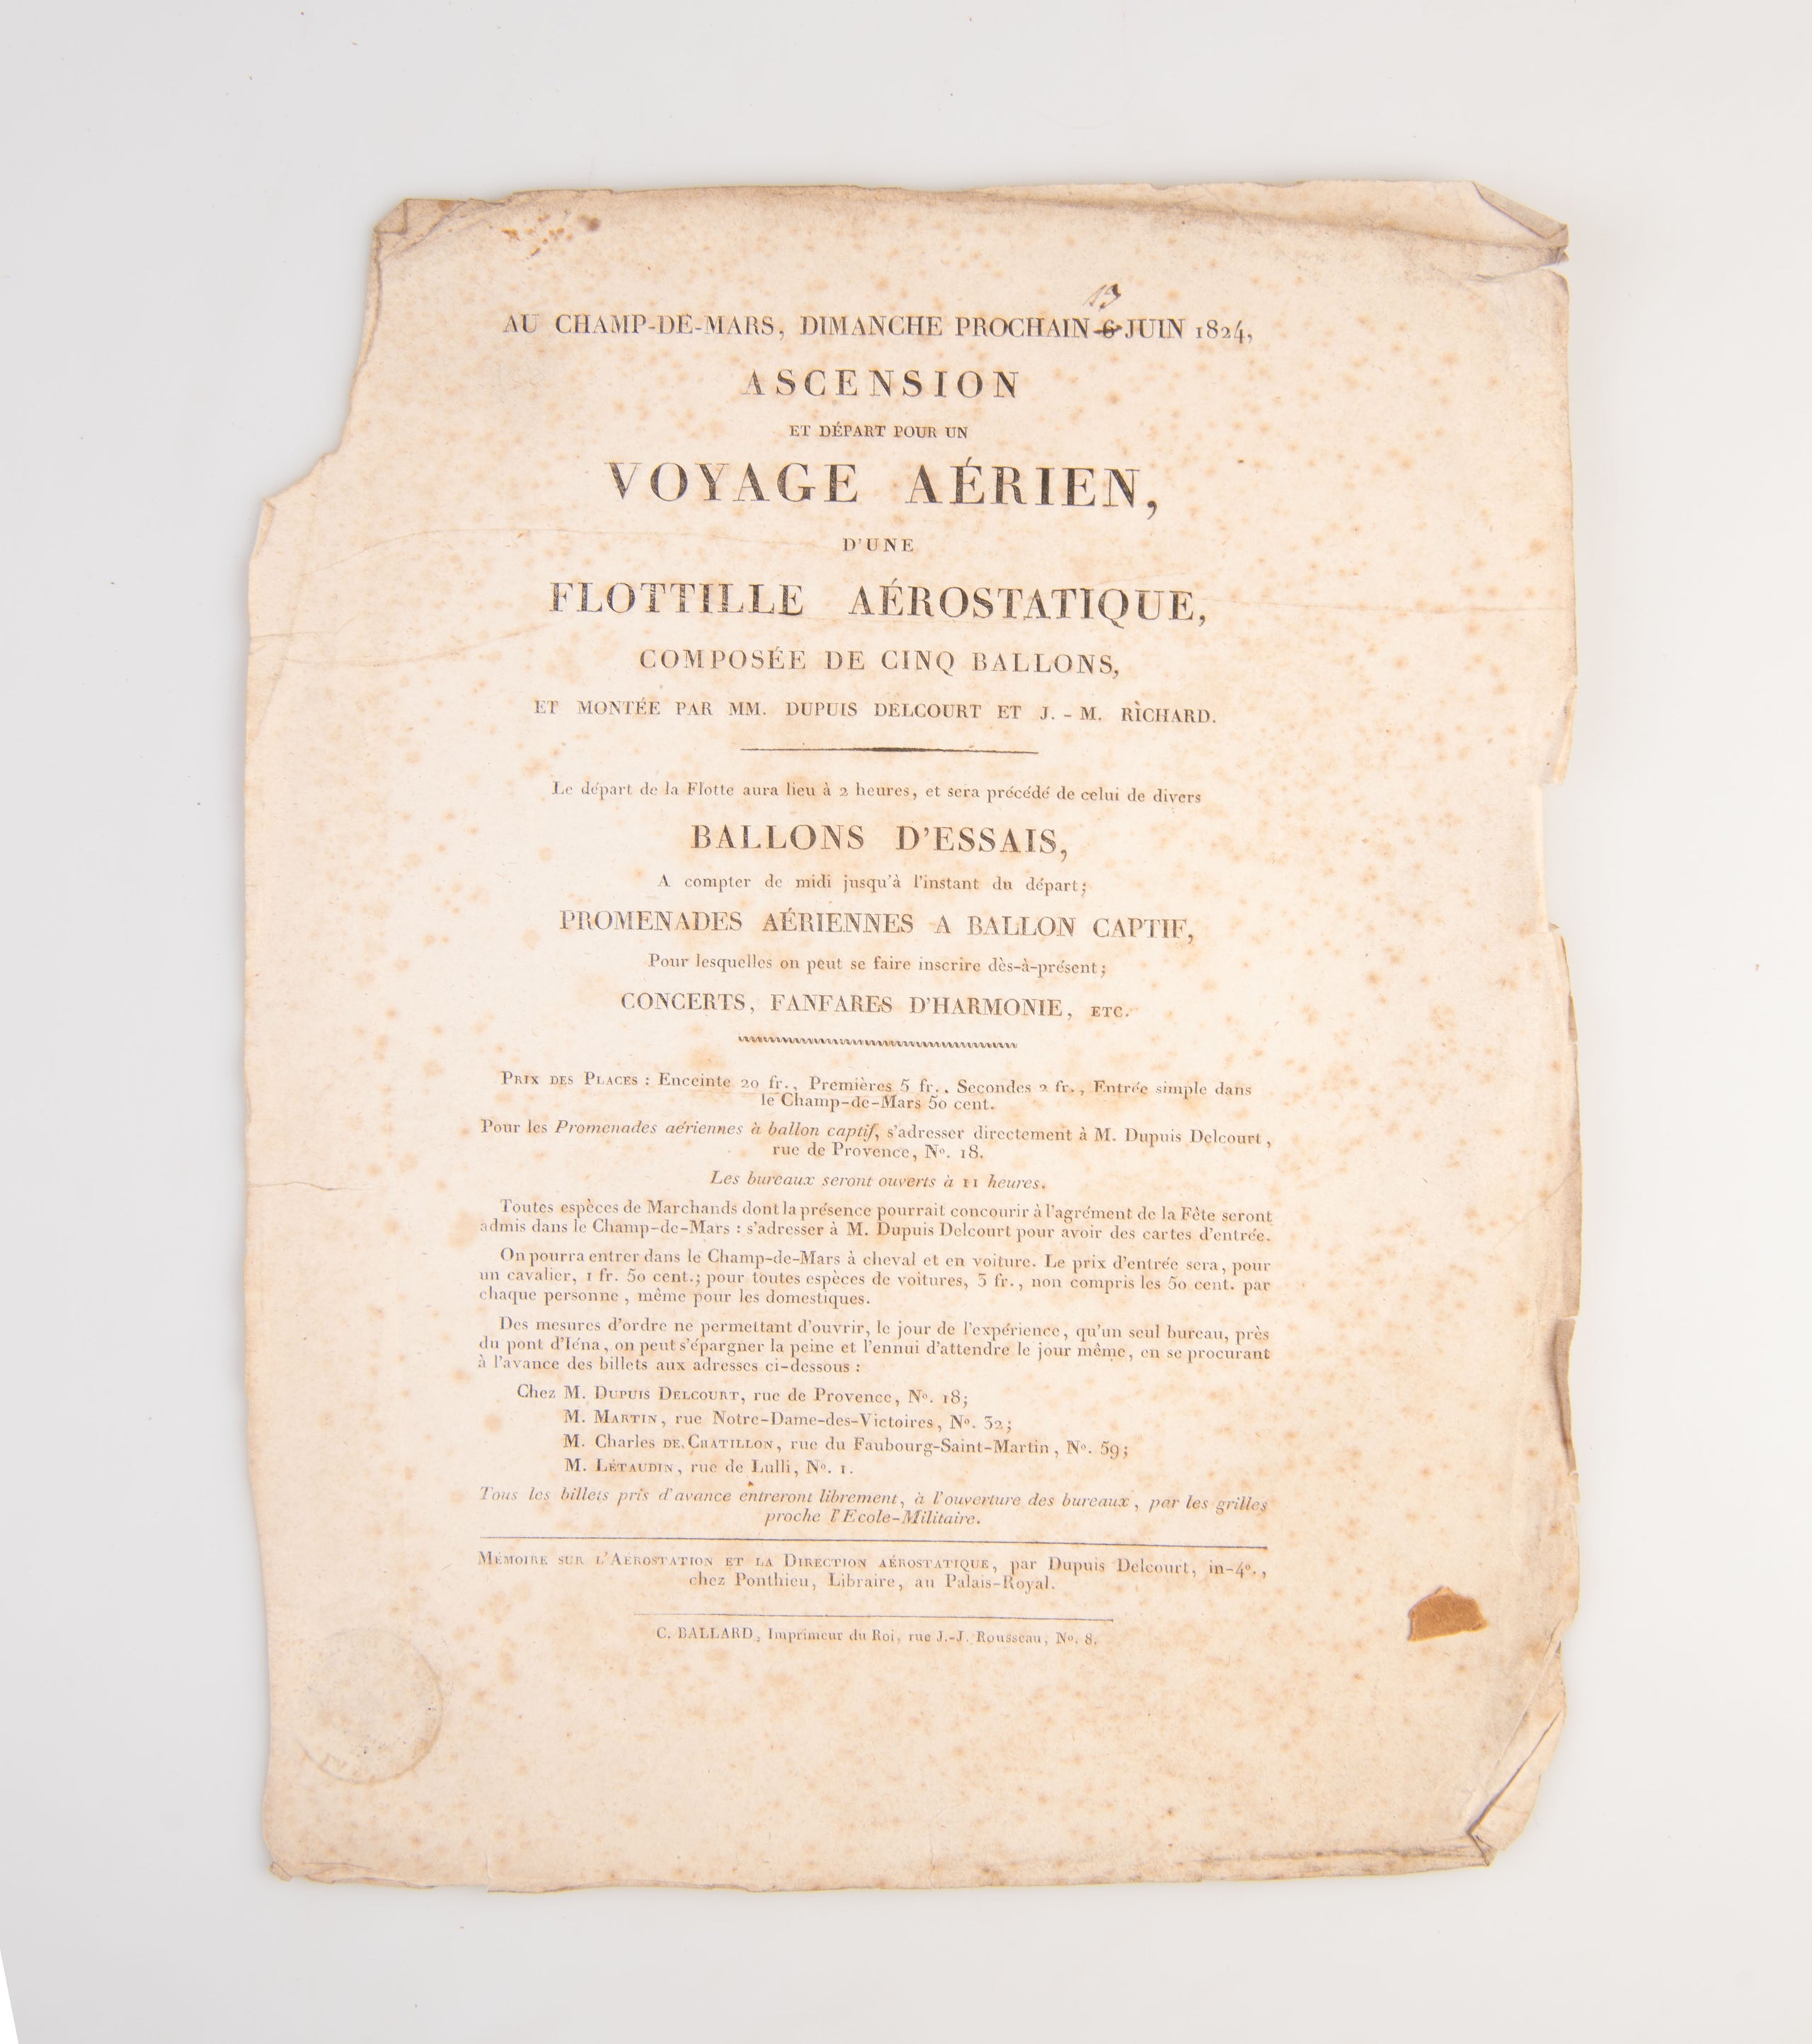 13
AU CHAMP-DE-MARS, DIMANCHE PROCHAIN 6 JUIN 1824,
ASCENSION
ET DÉPART POUR UN
VOYAGE AÉRIEN,
D'UNE
FLOTTILLE AÉROSTATIQUE,
COMPOSÉE DE CINQ BALLONS,
ET MONTÉE PAR MM. DUPUIS DELCOURT ET J.-M. RICHARD.
Le départ de la Flotte aura lieu à 2 heures, et sera précédé de celui de divers
BALLONS D'ESSAIS,
A compter de midi jusqu'à l'instant du départ;
PROMENADES AÉRIENNES A BALLON CAPTIF,
Pour lesquelles on peut se faire inscrire dès-à-présent;
CONCERTS, FANFARES D'HARMONIE, ETC.
PRIX DES PLACES : Enceinte 20 fr., Premières 5 fr., Secondes 2 fr., Entrée simple dans
le Champ-de-Mars 50 cent.
Pour les Promenades aériennes à ballon captif, s'adresser directement à M. Dupuis Delcourt,
rue de Provence, No. 18.
Les bureaux seront ouverts à 11 heures.
Toutes espèces de Marchands dont la présence pourrait concourir à l'agrément de la Fête seront
admis dans le Champ-de-Mars : s'adresser à M. Dupuis Delcourt pour avoir des cartes d'entrée.
On pourra entrer dans le Champ-de-Mars à cheval et en voiture. Le prix d'entrée sera, pour
un cavalier, 1 fr. 50 cent.; pour toutes espèces de voitures, 3 fr., non compris les 50 cent. par
chaque personne, même pour les domestiques.
Des mesures d'ordre ne permettant d'ouvrir, le jour de l'expérience, qu'un seul bureau, près
du pont d'Iéna, on peut s'épargner la peine et l'ennui d'attendre le jour même, en se procurant
à l'avance des billets aux adresses ci-dessous :
Chez M. DUPUIS DELCOURT, rue de Provence, No. 18;
M. MARTIN, rue Notre-Dame-des-Victoires, No. 32;
M. Charles DE CHATILLON, rue du Faubourg-Saint-Martin, No. 59;
M. LÉTAUDIN, rue de Lulli, No. 1.
Tous les billets pris d'avance entreront librement, à l'ouverture des bureaux, par les grilles
proche l'Ecole-Militaire.
MÉMOIRE SUR L'AÉROSTATION ET LA DIRECTION AÉROSTATIQUE, par Dupuis Delcourt, in-4o.,
chez Ponthieu, Libraire, au Palais-Royal.
C. BALLARD, Imprimeur du Roi, rue J.-J. Rousseau, No. 8.